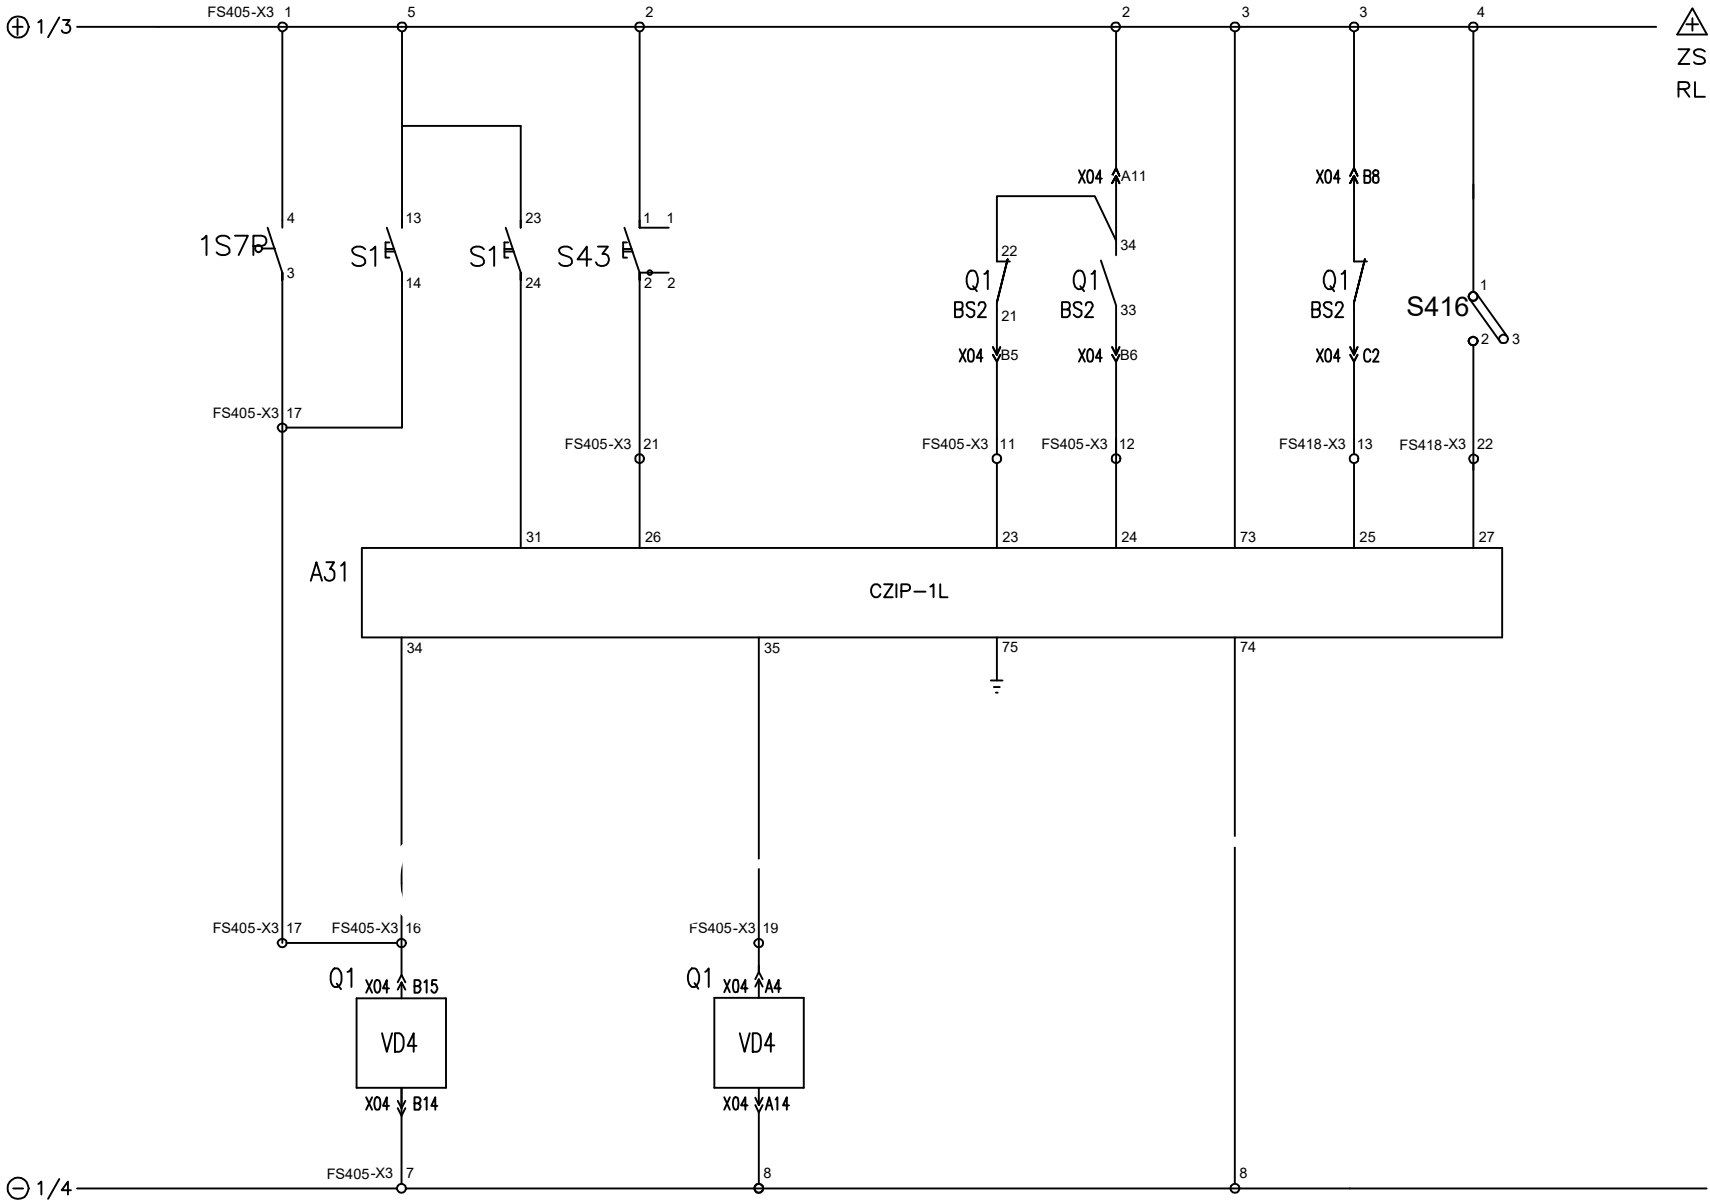 FS405-X3 1 5 2 2 3 3 4
1/3
ZS
RL
X04 A11 X04 B8
4 13 23 1 1
1S7P S1 S1 S43
34
22
3 14 24 2 2
Q1 Q1 Q1 1
BS2 21 BS2 33 BS2 S416
2 3
X04 B5 X04 B6 X04 C2
FS405-X3 17
FS405-X3 21 FS405-X3 11 FS405-X3 12 FS418-X3 13 FS418-X3 22
31 26 23 24 73 25 27
A31
CZIP-1L
34 35 75 74
FS405-X3 17 FS405-X3 16 FS405-X3 19
Q1 X04 B15 Q1 X04 A4
VD4 VD4
X04 B14 X04 A14
FS405-X3 7 8 8
1/4